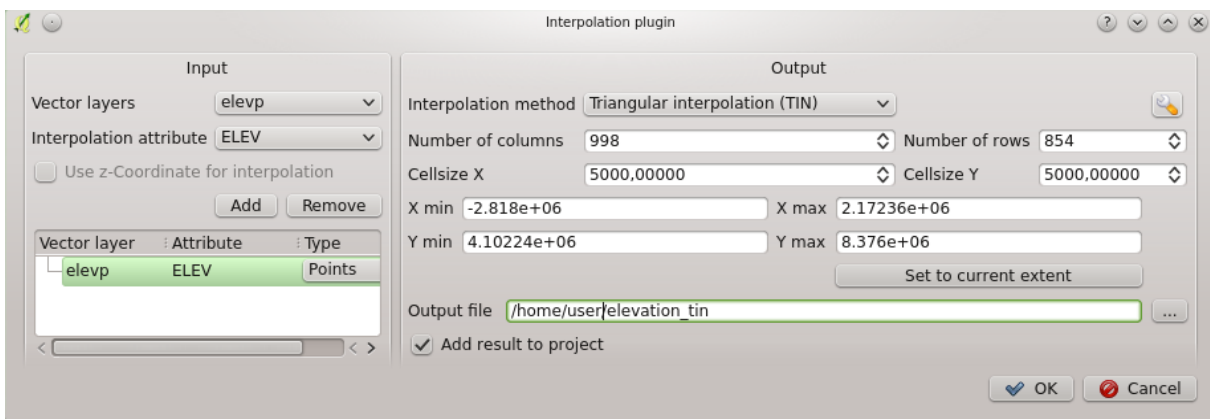 Interpolation plugin
Input
Vector layers elevp
Interpolation attribute ELEV
Use z-Coordinate for interpolation
Add Remove
Vector layer Attribute Type
elevp ELEV Points
Output
Interpolation method Triangular interpolation (TIN)
Number of columns 998 Number of rows 854
Cellsize X 5000,00000 Cellsize Y 5000,00000
X min -2.818e+06 X max 2.17236e+06
Y min 4.10224e+06 Y max 8.376e+06
Set to current extent
Output file /home/user/elevation_tin ...
Add result to project
OK Cancel